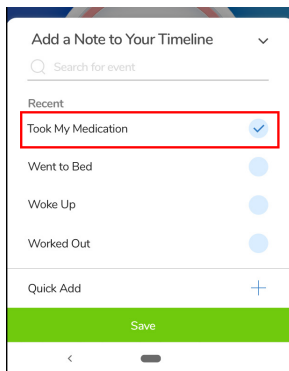 Add a Note to Your Timeline
Search for event
Recent
Took My Medication
Went to Bed
Woke Up
Worked Out
Quick Add
Save